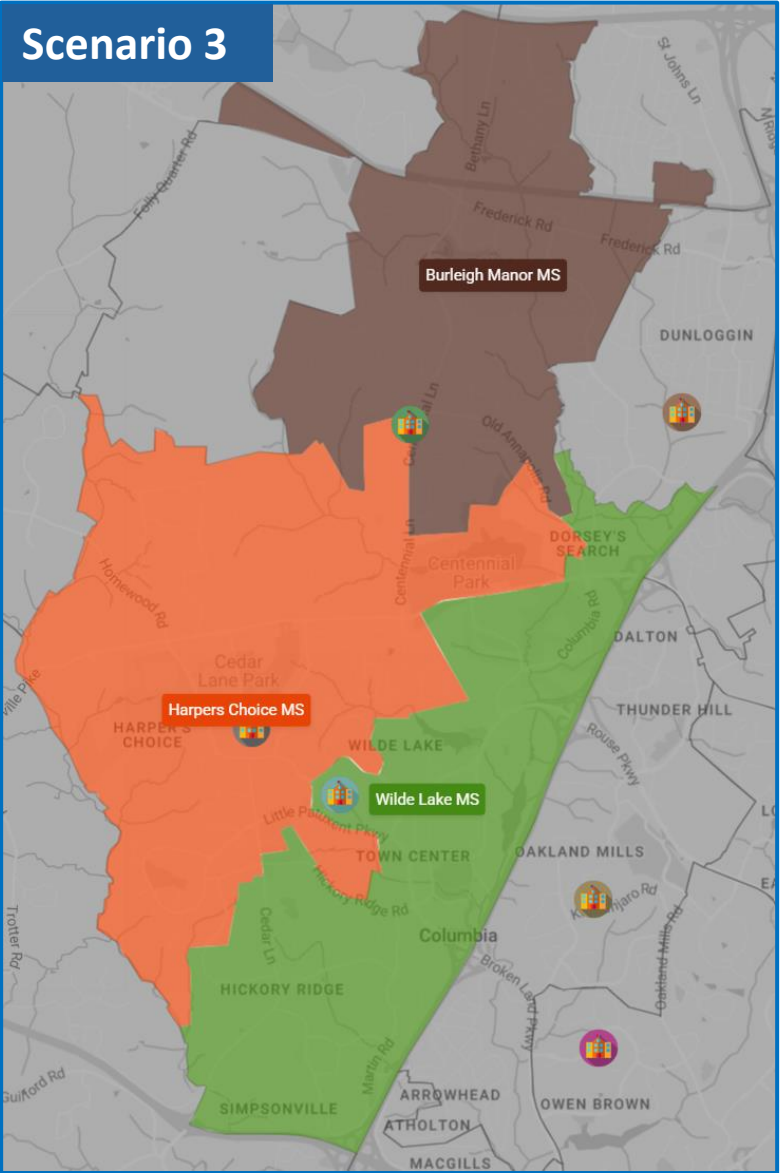 Scenario 3
St Johns Ln
Bethany Ln
Folly Quarter Rd
Frederick Rd
Frederick Rd
Burleigh Manor MS
DUNLOGGIN
Old Annapolis Rd
DORSEY'S
SEARCH
Centennial
Park
Centennial Ln
Homewood Rd
Columbia Rd
DALTON
Cedar
Lane Park
Harpers Choice MS
THUNDER HILL
HARPER'S
CHOICE
WILDE LAKE
Rouse Pkwy
Wilde Lake MS
Little Patuxent Pkwy
TOWN CENTER
OAKLAND MILLS
Hickory Ridge Rd
Trotter Rd
Cedar Ln
Columbia
Oakland Mills Rd
Broken Land Pkwy
HICKORY RIDGE
Martin Rd
Guilford Rd
ARROWHEAD
OWEN BROWN
SIMPSONVILLE
ATHOLTON
MACGILLS